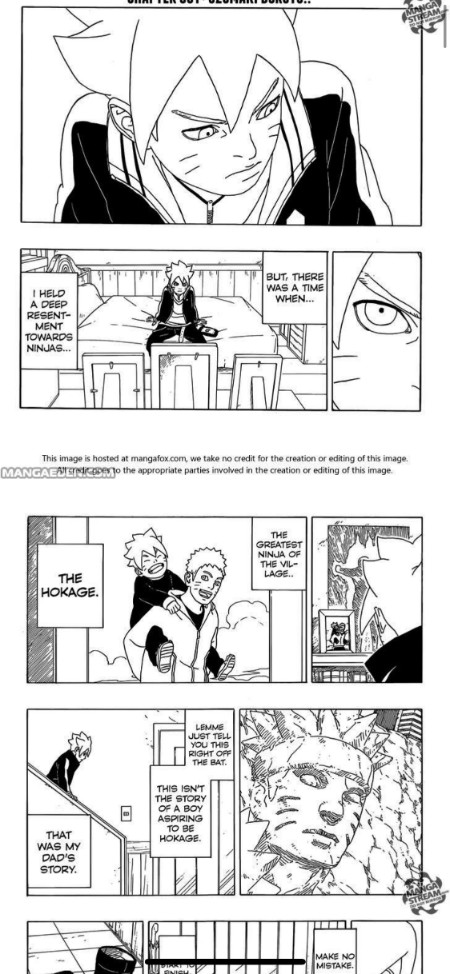 MANGA
STREAM
BUT, THERE
WAS A TIME
WHEN...
I HELD
A DEEP
RESENT-
MENT
TOWARDS
NINJAS...
This image is hosted at mangafox.com, we take no credit for the creation or editing of this image.
MANGAEDEN.COM
All credit goes to the appropriate parties involved in the creation or editing of this image.
THE
GREATEST
NINJA OF
THE VIL-
LAGE..
THE
HOKAGE.
LEMME
JUST TELL
YOU THIS
RIGHT OFF
THE BAT.
THIS ISN'T
THE STORY
OF A BOY
ASPIRING
TO BE
HOKAGE.
THAT
WAS MY
DAD'S
STORY.
MANGA
STREAM
MAKE NO
MISTAKE.